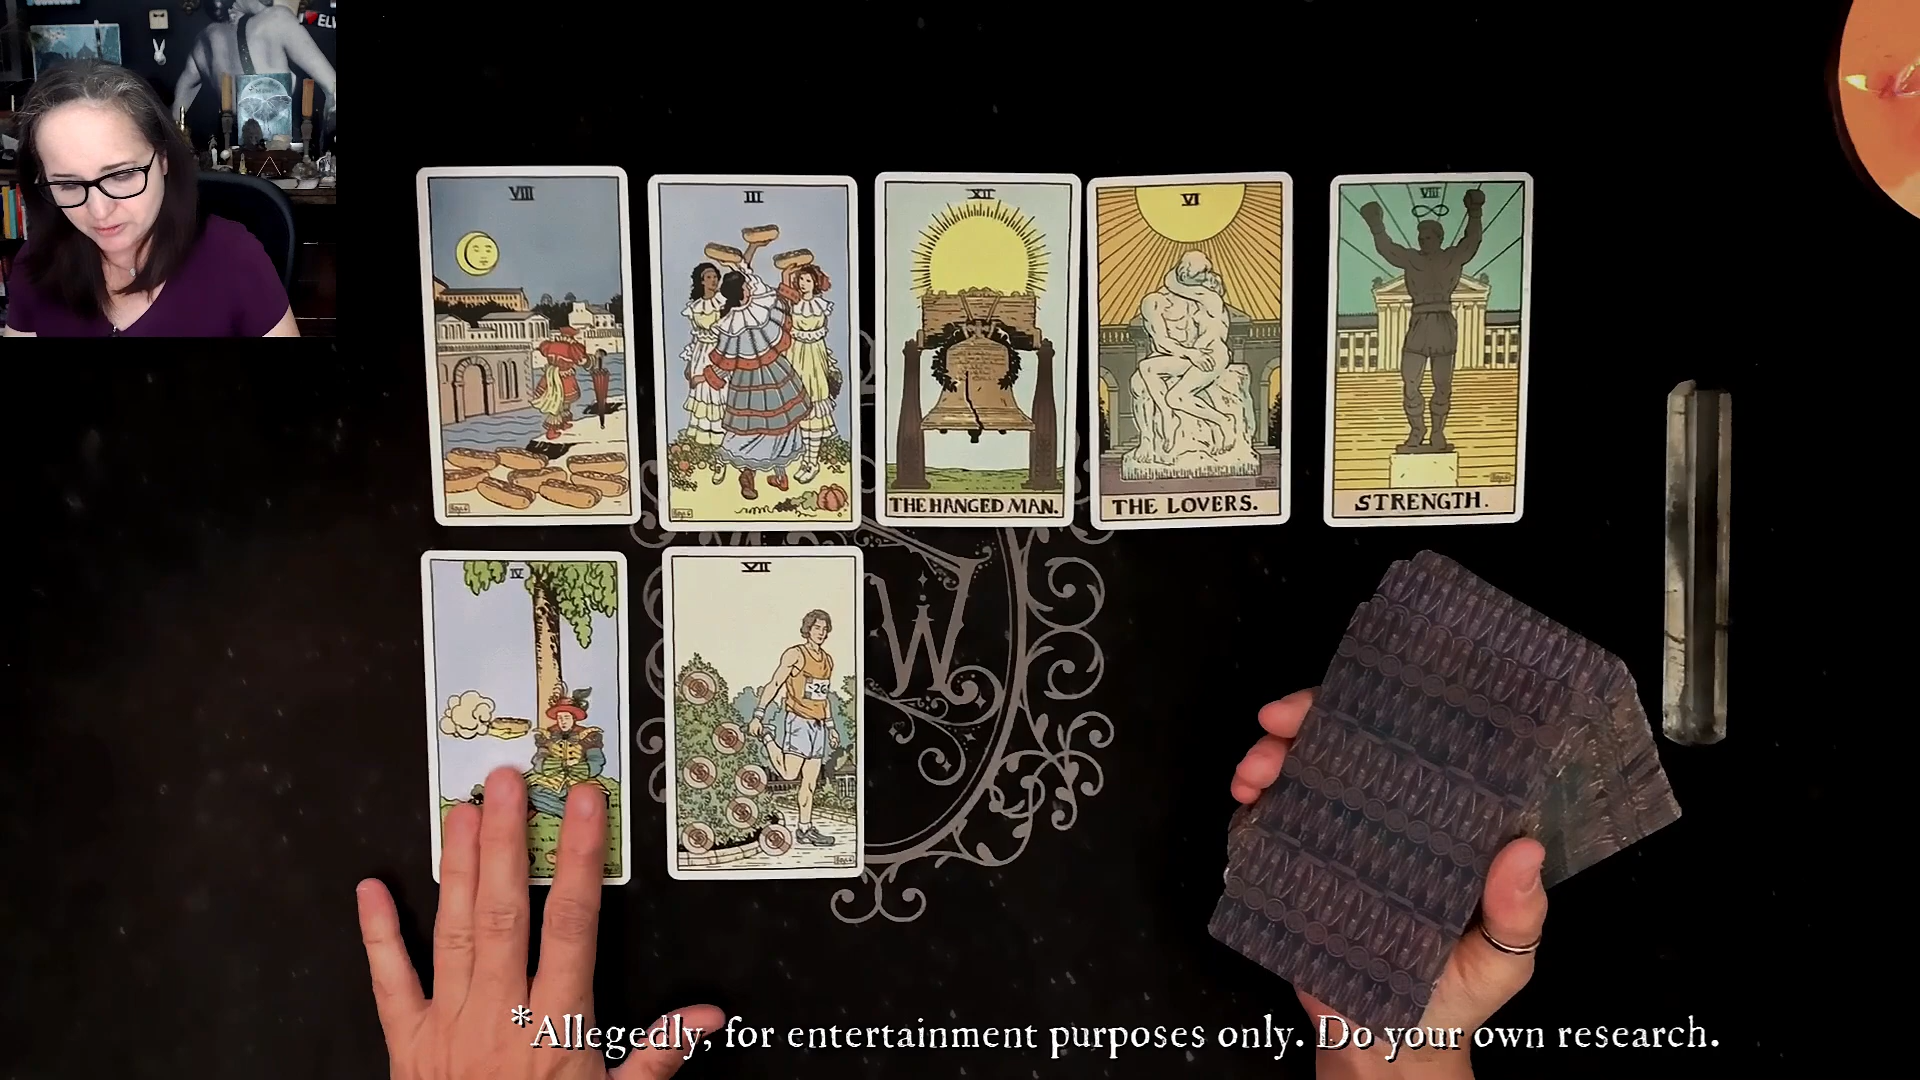 I ♥ ELV
VIII
III
XII
VI
VIII
THE HANGED MAN.
THE LOVERS.
STRENGTH.
IV
VII
W
*Allegedly, for entertainment purposes only. Do your own research.